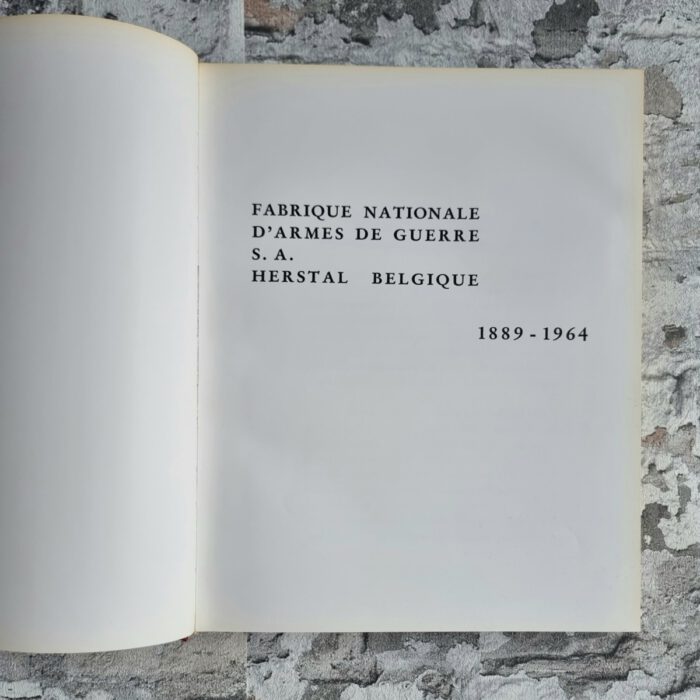 FABRIQUE NATIONALE
D'ARMES DE GUERRE
S. A.
HERSTAL BELGIQUE
1889 - 1964